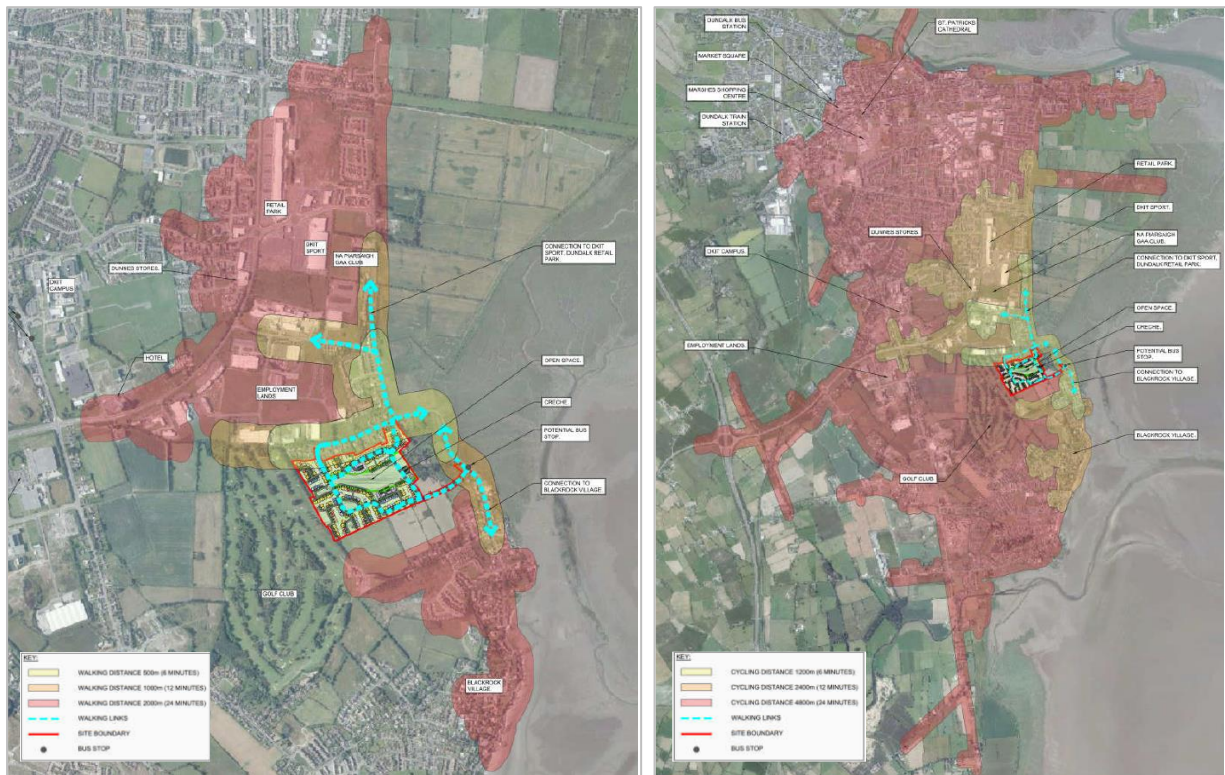 RETAIL
PARK
DKIT
SPORT
NA PIARSAIGH
GAA CLUB
CONNECTION TO DKIT
SPORT, DUNDALK RETAIL
PARK.
DUNNES STORES.
DKIT
CAMPUS
HOTEL
EMPLOYMENT
LANDS
OPEN SPACE.
CRECHE.
POTENTIAL BUS
STOP.
CONNECTION TO
BLACKROCK VILLAGE
GOLF CLUB
BLACKROCK
VILLAGE
KEY:
WALKING DISTANCE 500m (6 MINUTES)
WALKING DISTANCE 1000m (12 MINUTES)
WALKING DISTANCE 2000m (24 MINUTES)
WALKING LINKS
SITE BOUNDARY
BUS STOP
DUNDALK BUS
STATION
ST. PATRICKS
CATHEDRAL
MARKET SQUARE
MARSHES SHOPPING
CENTRE
DUNDALK TRAIN
STATION
RETAIL PARK
DKIT SPORT.
DUNNES STORES.
NA PIARSAIGH
GAA CLUB.
DKIT CAMPUS.
CONNECTION TO DKIT SPORT,
DUNDALK RETAIL PARK.
OPEN SPACE
CRECHE.
EMPLOYMENT LANDS.
POTENTIAL BUS
STOP
CONNECTION TO
BLACKROCK VILLAGE
BLACKROCK VILLAGE.
GOLF CLUB
KEY:
CYCLING DISTANCE 1200m (6 MINUTES)
CYCLING DISTANCE 2400m (12 MINUTES)
CYCLING DISTANCE 4800m (24 MINUTES)
WALKING LINKS
SITE BOUNDARY
BUS STOP